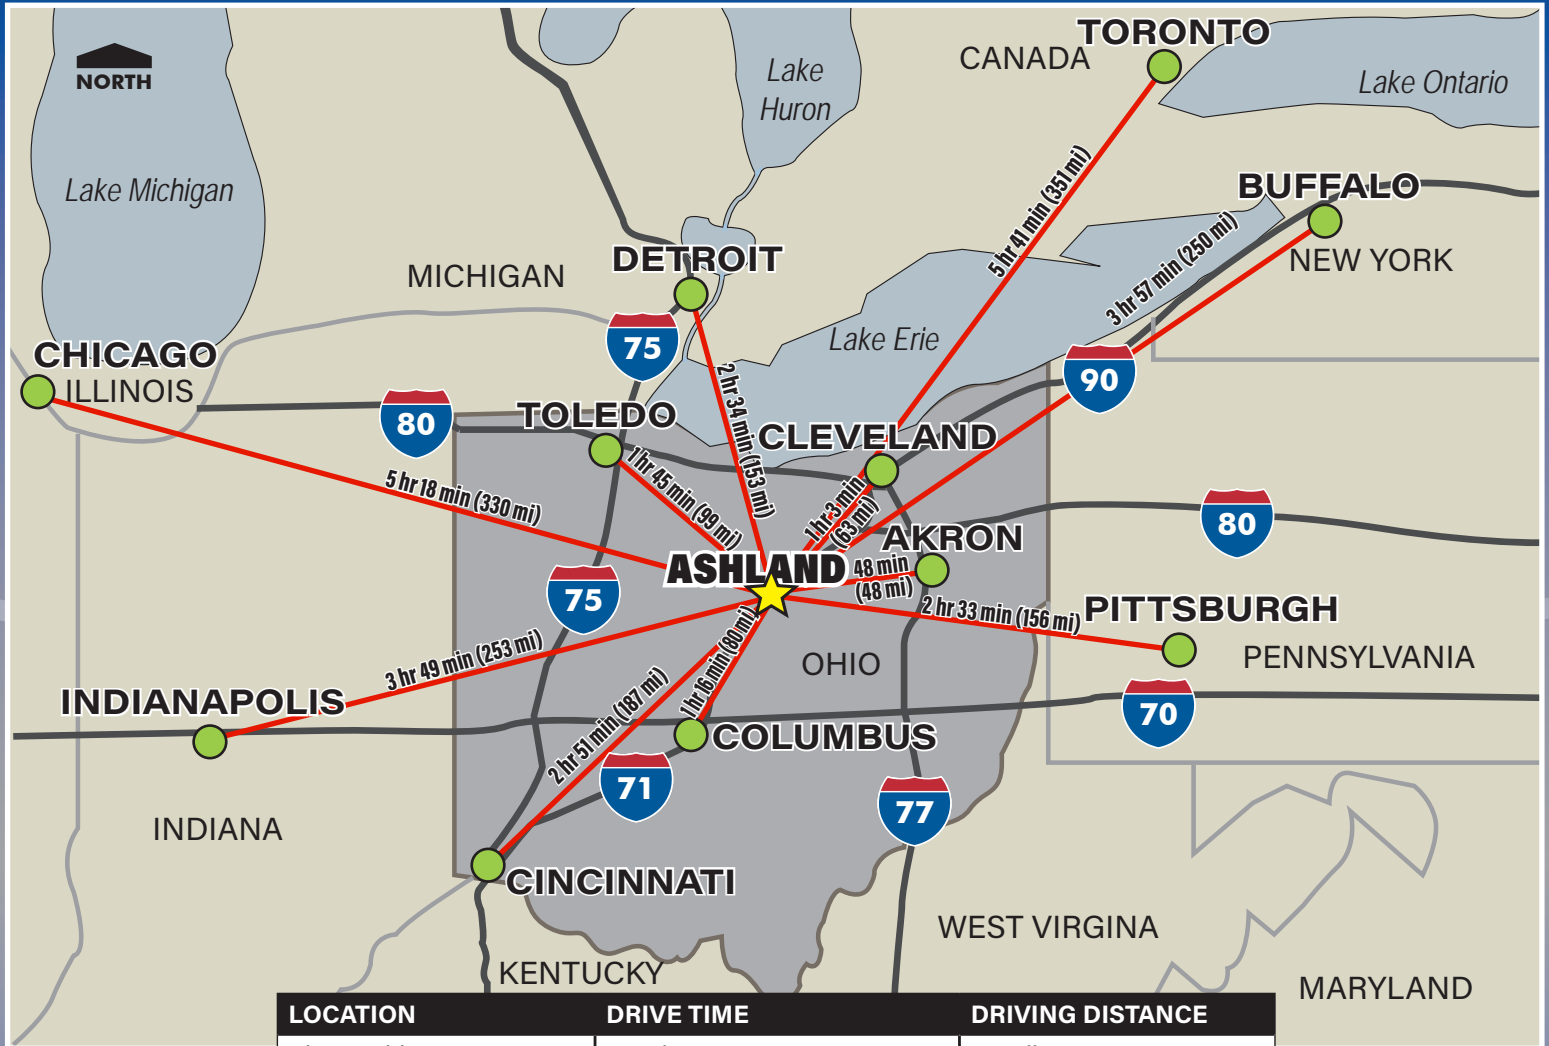 TORONTO
CANADA
NORTH
Lake
Huron
Lake Ontario
Lake Michigan
BUFFALO
5 hr 41 min (351 mi)
3 hr 57 min (250 mi)
DETROIT
MICHIGAN
NEW YORK
75
Lake Erie
CHICAGO
ILLINOIS
90
80
TOLEDO
2 hr 34 min (153 mi)
CLEVELAND
1 hr 45 min (99 mi)
5 hr 18 min (330 mi)
1 hr 3 min
(63 mi)
80
AKRON
ASHLAND
48 min
(48 mi)
75
2 hr 33 min (156 mi)
PITTSBURGH
3 hr 49 min (253 mi)
1 hr 16 min (80 mi)
OHIO
PENNSYLVANIA
INDIANAPOLIS
2 hr 51 min (187 mi)
70
COLUMBUS
71
77
INDIANA
CINCINNATI
WEST VIRGINA
KENTUCKY
MARYLAND
LOCATION DRIVE TIME DRIVING DISTANCE